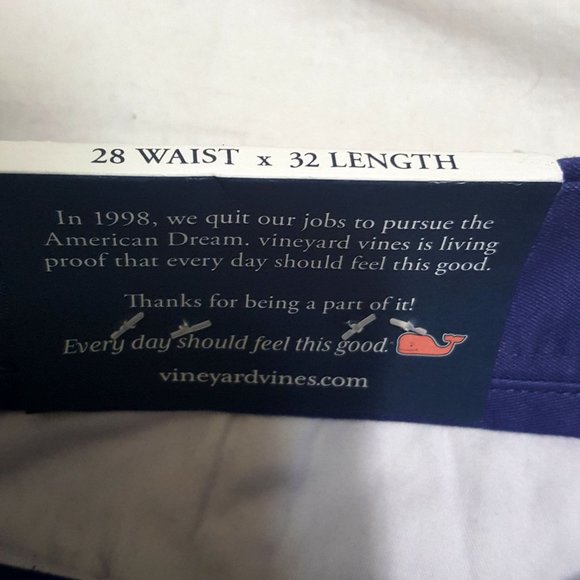 28 WAIST x 32 LENGTH
In 1998, we quit our jobs to pursue the
American Dream. vineyard vines is living
proof that every day should feel this good.
Thanks for being a part of it!
Every day should feel this good.
vineyardvines.com